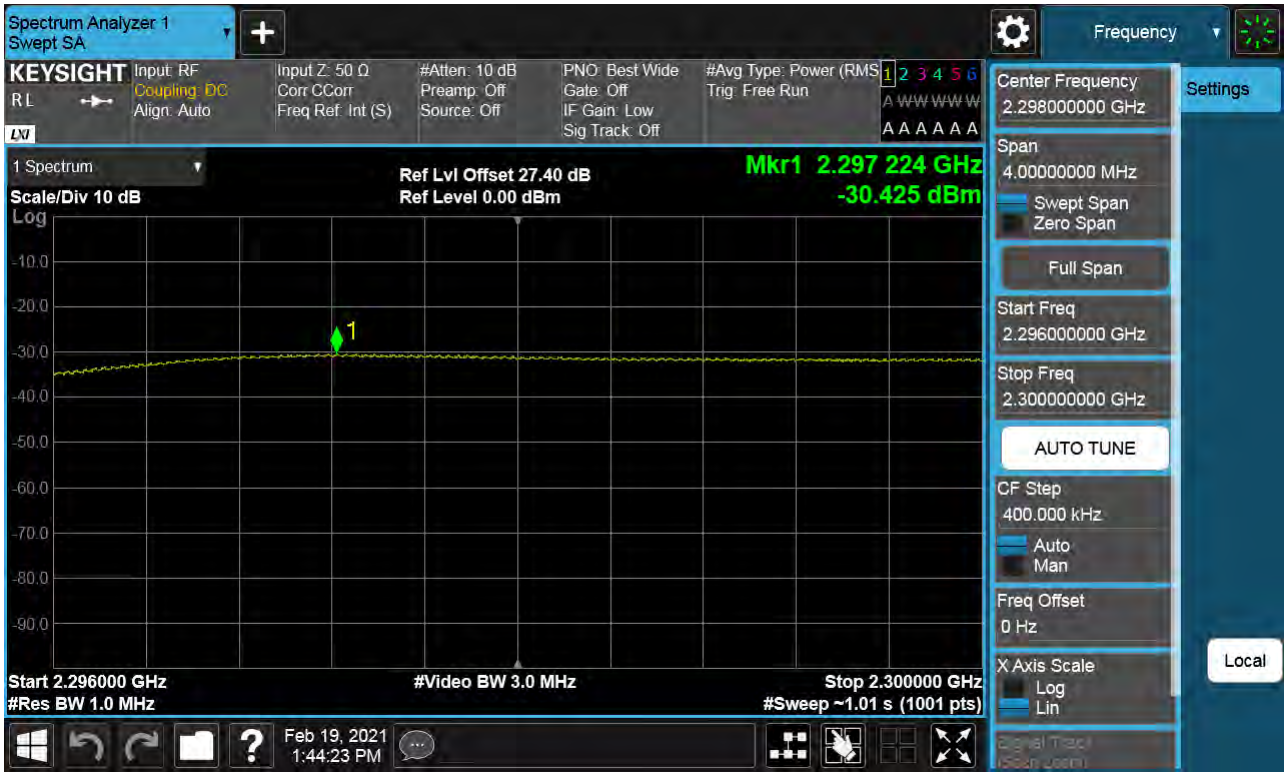 Spectrum Analyzer 1
Swept SA
+
Frequency
KEYSIGHT
RL
LXI
Input: RF
Coupling: DC
Align: Auto
Input Z: 50 Ω
Corr CCorr
Freq Ref: Int (S)
#Atten: 10 dB
Preamp: Off
Source: Off
PNO: Best Wide
Gate: Off
IF Gain: Low
Sig Track: Off
#Avg Type: Power (RMS
Trig: Free Run
1 2 3 4 5 6
A W W W W W
A A A A A A
1 Spectrum
Scale/Div 10 dB
Log
Ref Lvl Offset 27.40 dB
Ref Level 0.00 dBm
Mkr1 2.297 224 GHz
-30.425 dBm
1
-10.0
-20.0
-30.0
-40.0
-50.0
-60.0
-70.0
-80.0
-90.0
Start 2.296000 GHz
#Res BW 1.0 MHz
#Video BW 3.0 MHz
Stop 2.300000 GHz
#Sweep ~1.01 s (1001 pts)
Center Frequency
2.298000000 GHz
Settings
Span
4.00000000 MHz
Swept Span
Zero Span
Full Span
Start Freq
2.296000000 GHz
Stop Freq
2.300000000 GHz
AUTO TUNE
CF Step
400.000 kHz
Auto
Man
Freq Offset
0 Hz
X Axis Scale
Log
Lin
Signal Track
(Span Zoom)
Local
?
Feb 19, 2021
1:44:23 PM